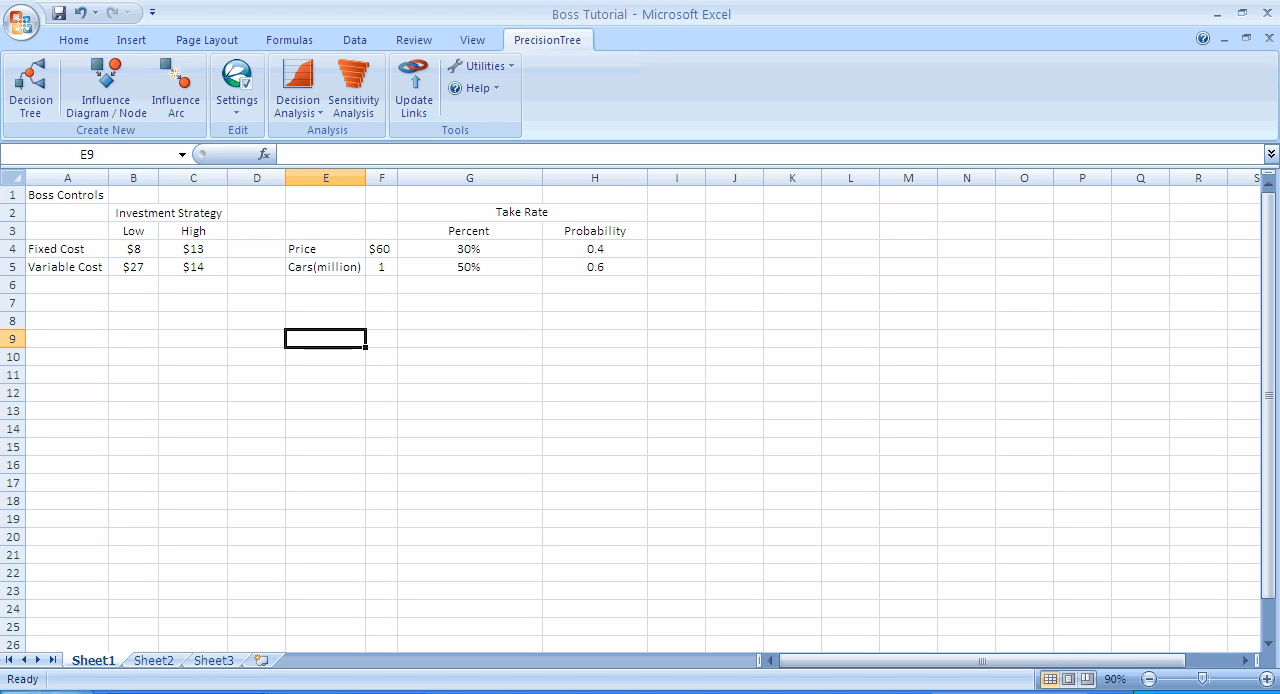 Boss Tutorial - Microsoft Excel
Home Insert Page Layout Formulas Data Review View PrecisionTree
Decision Tree
Influence Diagram / Node
Influence Arc
Settings
Decision Analysis
Sensitivity Analysis
Update Links
Utilities
Help
Create New Edit Analysis Tools
E9 fx
A B C D E F G H I J K L M N O P Q R S
1 Boss Controls
2 Investment Strategy Take Rate
3 Low High Percent Probability
4 Fixed Cost $8 $13 Price $60 30% 0.4
5 Variable Cost $27 $14 Cars(million) 1 50% 0.6
6
7
8
9
10
11
12
13
14
15
16
17
18
19
20
21
22
23
24
25
26
Sheet1 Sheet2 Sheet3
Ready 90%